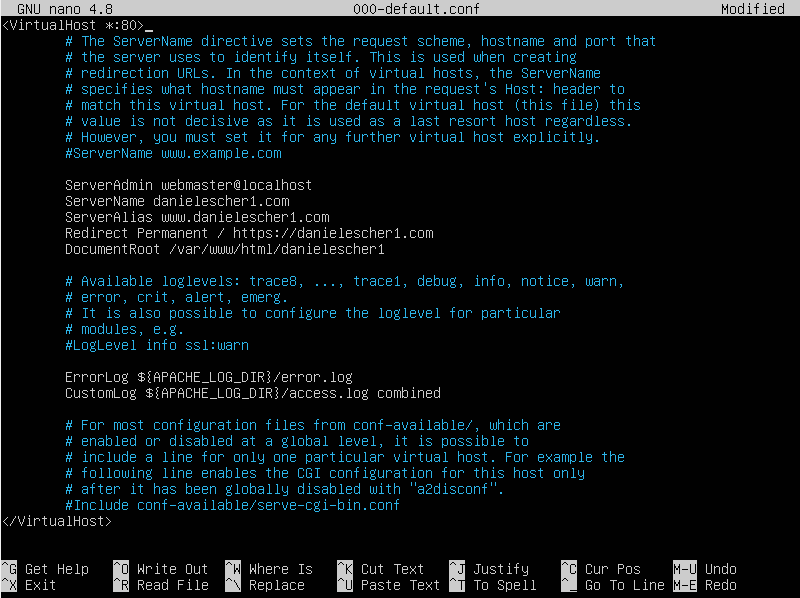 GNU nano 4.8 000-default.conf Modified
<VirtualHost *:80>
# The ServerName directive sets the request scheme, hostname and port that
# the server uses to identify itself. This is used when creating
# redirection URLs. In the context of virtual hosts, the ServerName
# specifies what hostname must appear in the request's Host: header to
# match this virtual host. For the default virtual host (this file) this
# value is not decisive as it is used as a last resort host regardless.
# However, you must set it for any further virtual host explicitly.
#ServerName www.example.com
ServerAdmin webmaster@localhost
ServerName danielescher1.com
ServerAlias www.danielescher1.com
Redirect Permanent / https://danielescher1.com
DocumentRoot /var/www/html/danielescher1
# Available loglevels: trace8, ..., trace1, debug, info, notice, warn,
# error, crit, alert, emerg.
# It is also possible to configure the loglevel for particular
# modules, e.g.
#LogLevel info ssl:warn
ErrorLog ${APACHE_LOG_DIR}/error.log
CustomLog ${APACHE_LOG_DIR}/access.log combined
# For most configuration files from conf-available/, which are
# enabled or disabled at a global level, it is possible to
# include a line for only one particular virtual host. For example the
# following line enables the CGI configuration for this host only
# after it has been globally disabled with "a2disconf".
#Include conf-available/serve-cgi-bin.conf
</VirtualHost>
^G Get Help ^O Write Out ^W Where Is ^K Cut Text ^J Justify ^C Cur Pos M-U Undo
^X Exit ^R Read File ^\ Replace ^U Paste Text ^T To Spell ^_ Go To Line M-E Redo